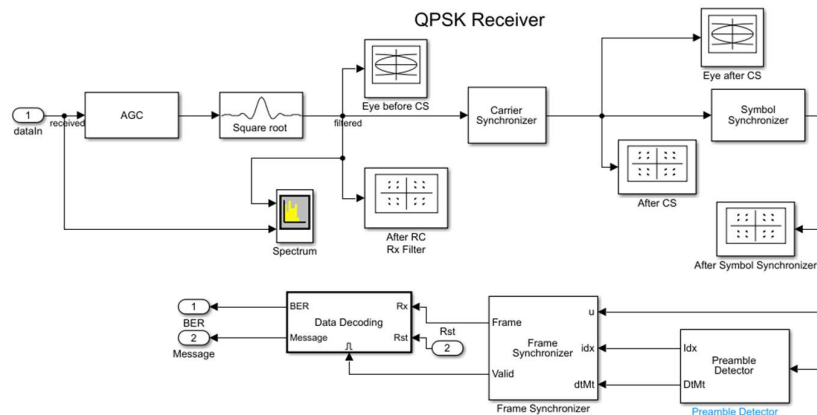 QPSK Receiver
1
dataIn
received
AGC
Square root
filtered
Eye before CS
Carrier
Synchronizer
Eye after CS
Symbol
Synchronizer
Spectrum
After RC
Rx Filter
After CS
After Symbol Synchronizer
1
BER
2
Message
BER
Message
Data Decoding
Rx
Rst
Rst
2
Frame
Valid
Frame
Synchronizer
u
idx
dtMt
Frame Synchronizer
Idx
DtMt
Preamble
Detector
Preamble Detector